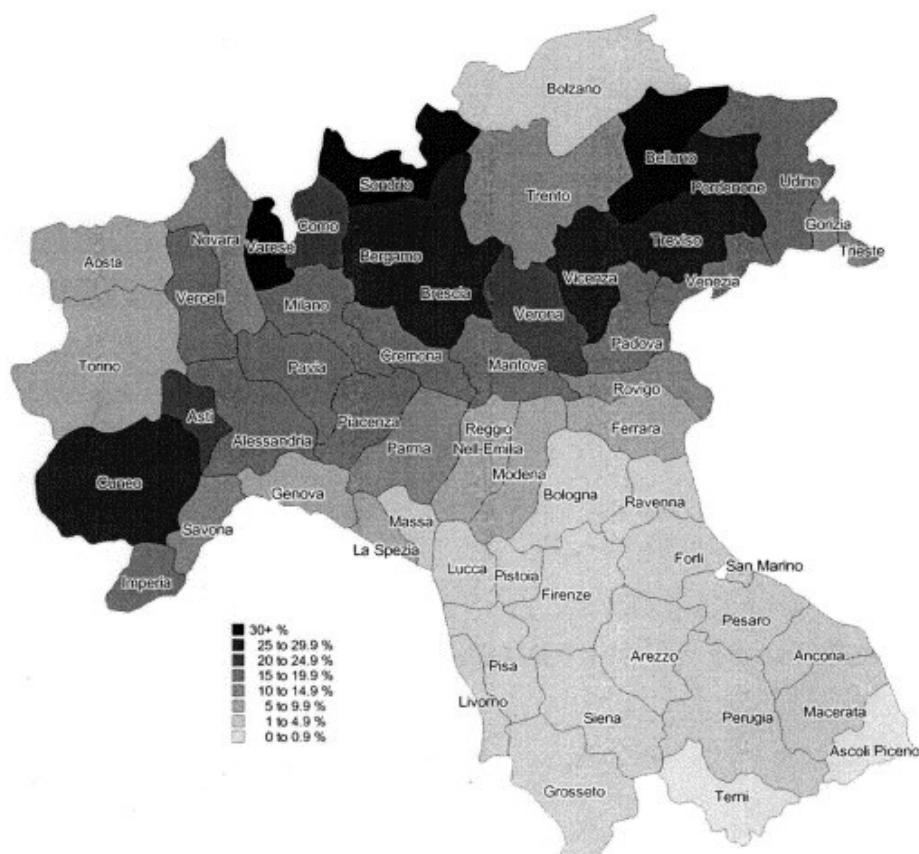 Bolzano
Belluno
Sondrio
Pordenone
Udine
Trento
Gorizia
Como
Novara
Varese
Treviso
Trieste
Aosta
Bergamo
Vicenza
Venezia
Vercelli
Milano
Brescia
Verona
Padova
Cremona
Mantova
Torino
Pavia
Rovigo
Asti
Piacenza
Reggio
Nell-Emilia
Ferrara
Alessandria
Parma
Modena
Cuneo
Genova
Bologna
Ravenna
Massa
Savona
La Spezia
Forli
San Marino
Lucca
Pistoia
Imperia
Firenze
Pesaro
30+ %
25 to 29.9 %
20 to 24.9 %
15 to 19.9 %
10 to 14.9 %
5 to 9.9 %
1 to 4.9 %
0 to 0.9 %
Arezzo
Ancona
Pisa
Livorno
Siena
Perugia
Macerata
Ascoli Piceno
Grosseto
Terni